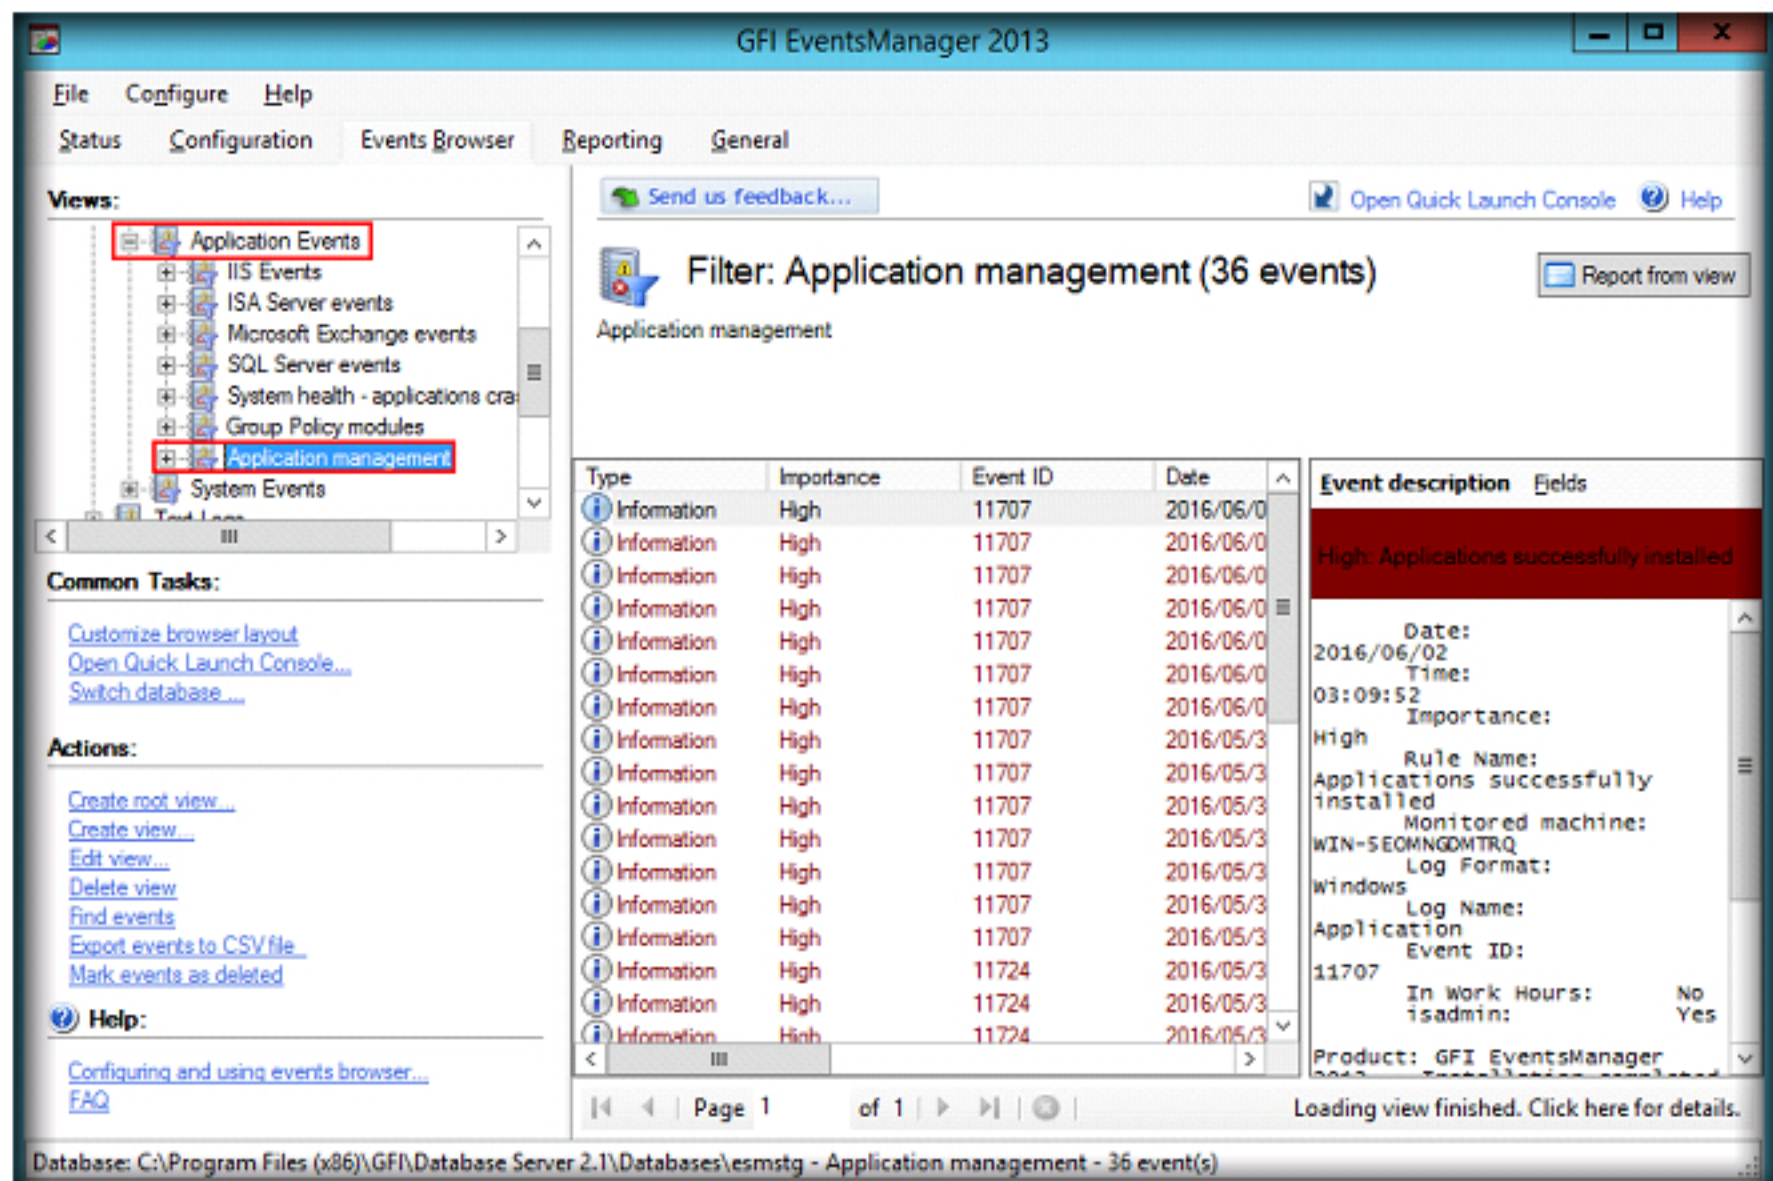 GFI EventsManager 2013
File Configure Help
Status Configuration Events Browser Reporting General
Views:
Application Events
IIS Events
ISA Server events
Microsoft Exchange events
SQL Server events
System health - applications cra
Group Policy modules
Application management
System Events
Text Logs
Common Tasks:
Customize browser layout
Open Quick Launch Console...
Switch database ...
Actions:
Create root view...
Create view...
Edit view...
Delete view
Find events
Export events to CSV file
Mark events as deleted
Help:
Configuring and using events browser...
FAQ
Send us feedback...
Open Quick Launch Console Help
Filter: Application management (36 events)
Report from view
Application management
Type Importance Event ID Date
Information High 11707 2016/06/0
Information High 11707 2016/06/0
Information High 11707 2016/06/0
Information High 11707 2016/06/0
Information High 11707 2016/06/0
Information High 11707 2016/06/0
Information High 11707 2016/06/0
Information High 11707 2016/05/3
Information High 11707 2016/05/3
Information High 11707 2016/05/3
Information High 11707 2016/05/3
Information High 11707 2016/05/3
Information High 11707 2016/05/3
Information High 11707 2016/05/3
Information High 11724 2016/05/3
Information High 11724 2016/05/3
Information High 11724 2016/05/3
Page 1 of 1
Event description Fields
High: Applications successfully installed
Date:
2016/06/02
Time:
03:09:52
Importance:
High
Rule Name:
Applications successfully
installed
Monitored machine:
WIN-5EOMNGDMTRQ
Log Format:
Windows
Log Name:
Application
Event ID:
11707
In Work Hours: No
isadmin: Yes
Product: GFI EventsManager
2013 Installation completed
Loading view finished. Click here for details.
Database: C:\Program Files (x86)\GFI\Database Server 2.1\Databases\esmstg - Application management - 36 event(s)